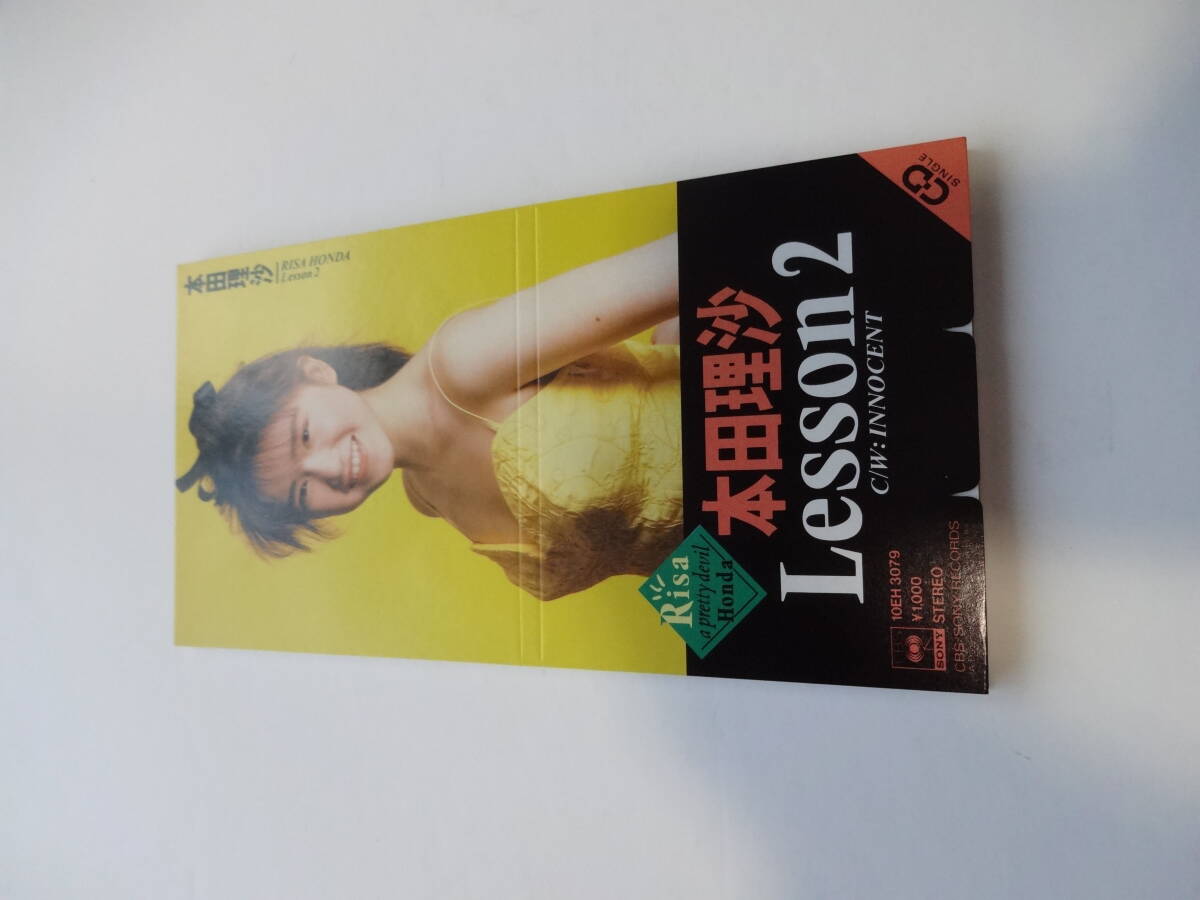 本田理沙
RISA HONDA
Lesson 2
Risa
a pretty devil
Honda
本田理沙
Lesson 2
C/W: INNOCENT
CD
SINGLE
CBS
SONY
10EH 3079
¥1,000
STEREO
CBS/SONY RECORDS